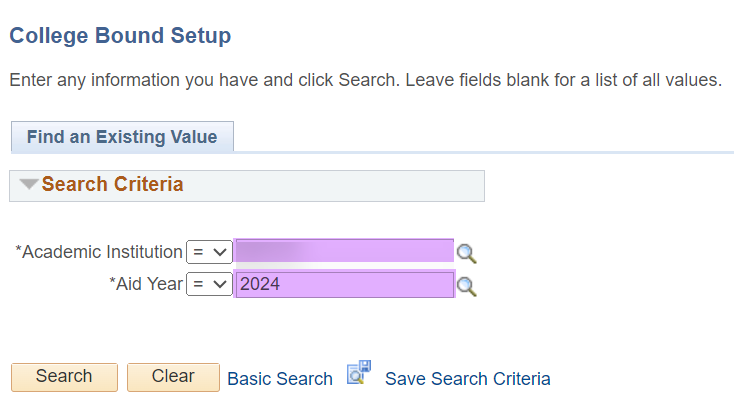 College Bound Setup
Enter any information you have and click Search. Leave fields blank for a list of all values.
Find an Existing Value
Search Criteria
*Academic Institution =
*Aid Year = 2024
Search Clear Basic Search Save Search Criteria